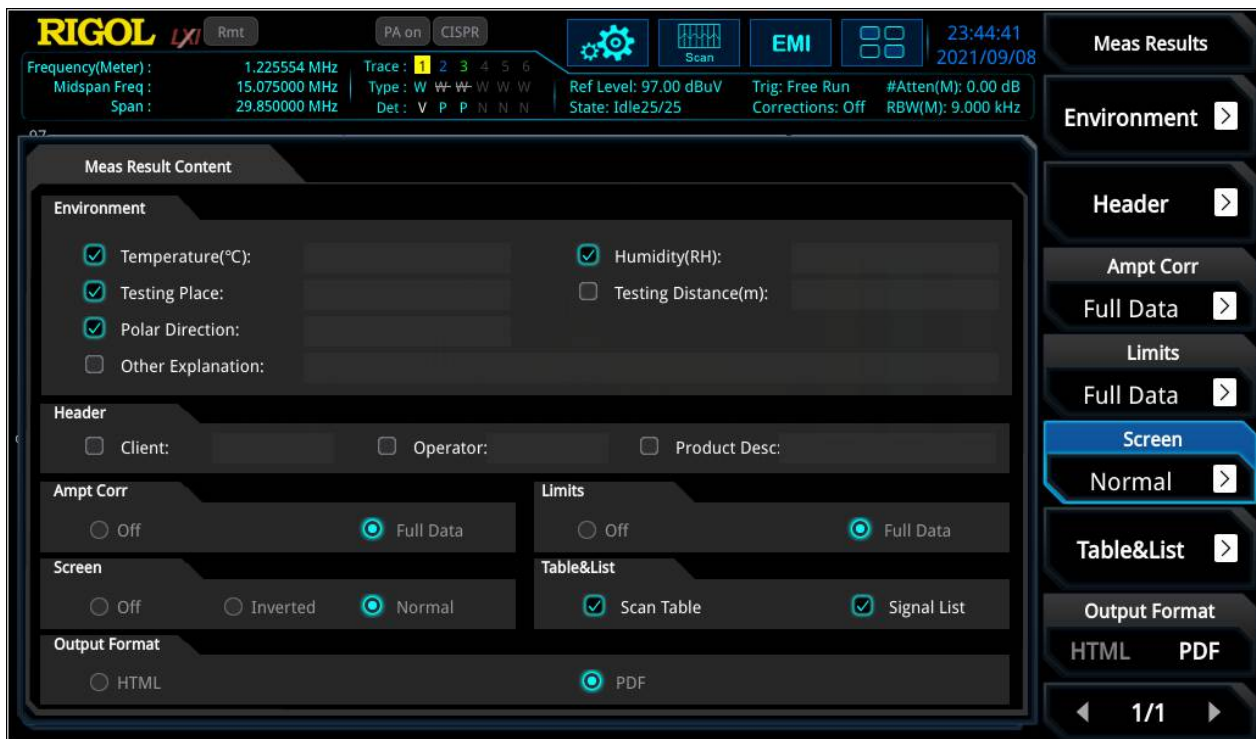 RIGOL LXI Rmt PA on CISPR Scan EMI 23:44:41
2021/09/08
Frequency(Meter) : 1.225554 MHz Trace : 1 2 3 4 5 6 Ref Level: 97.00 dBuV Trig: Free Run #Atten(M): 0.00 dB
Midspan Freq : 15.075000 MHz Type : W W W W W W State: Idle25/25 Corrections: Off RBW(M): 9.000 kHz
Span : 29.850000 MHz Det : V P P N N N
Meas Result Content
Environment
Temperature(°C): Humidity(RH):
Testing Place: Testing Distance(m):
Polar Direction:
Other Explanation:
Header
Client: Operator: Product Desc:
Ampt Corr Limits
Off Full Data Off Full Data
Screen Table&List
Off Inverted Normal Scan Table Signal List
Output Format
HTML PDF
Meas Results
Environment >
Header >
Ampt Corr
Full Data >
Limits
Full Data >
Screen
Normal >
Table&List >
Output Format
HTML PDF
1/1